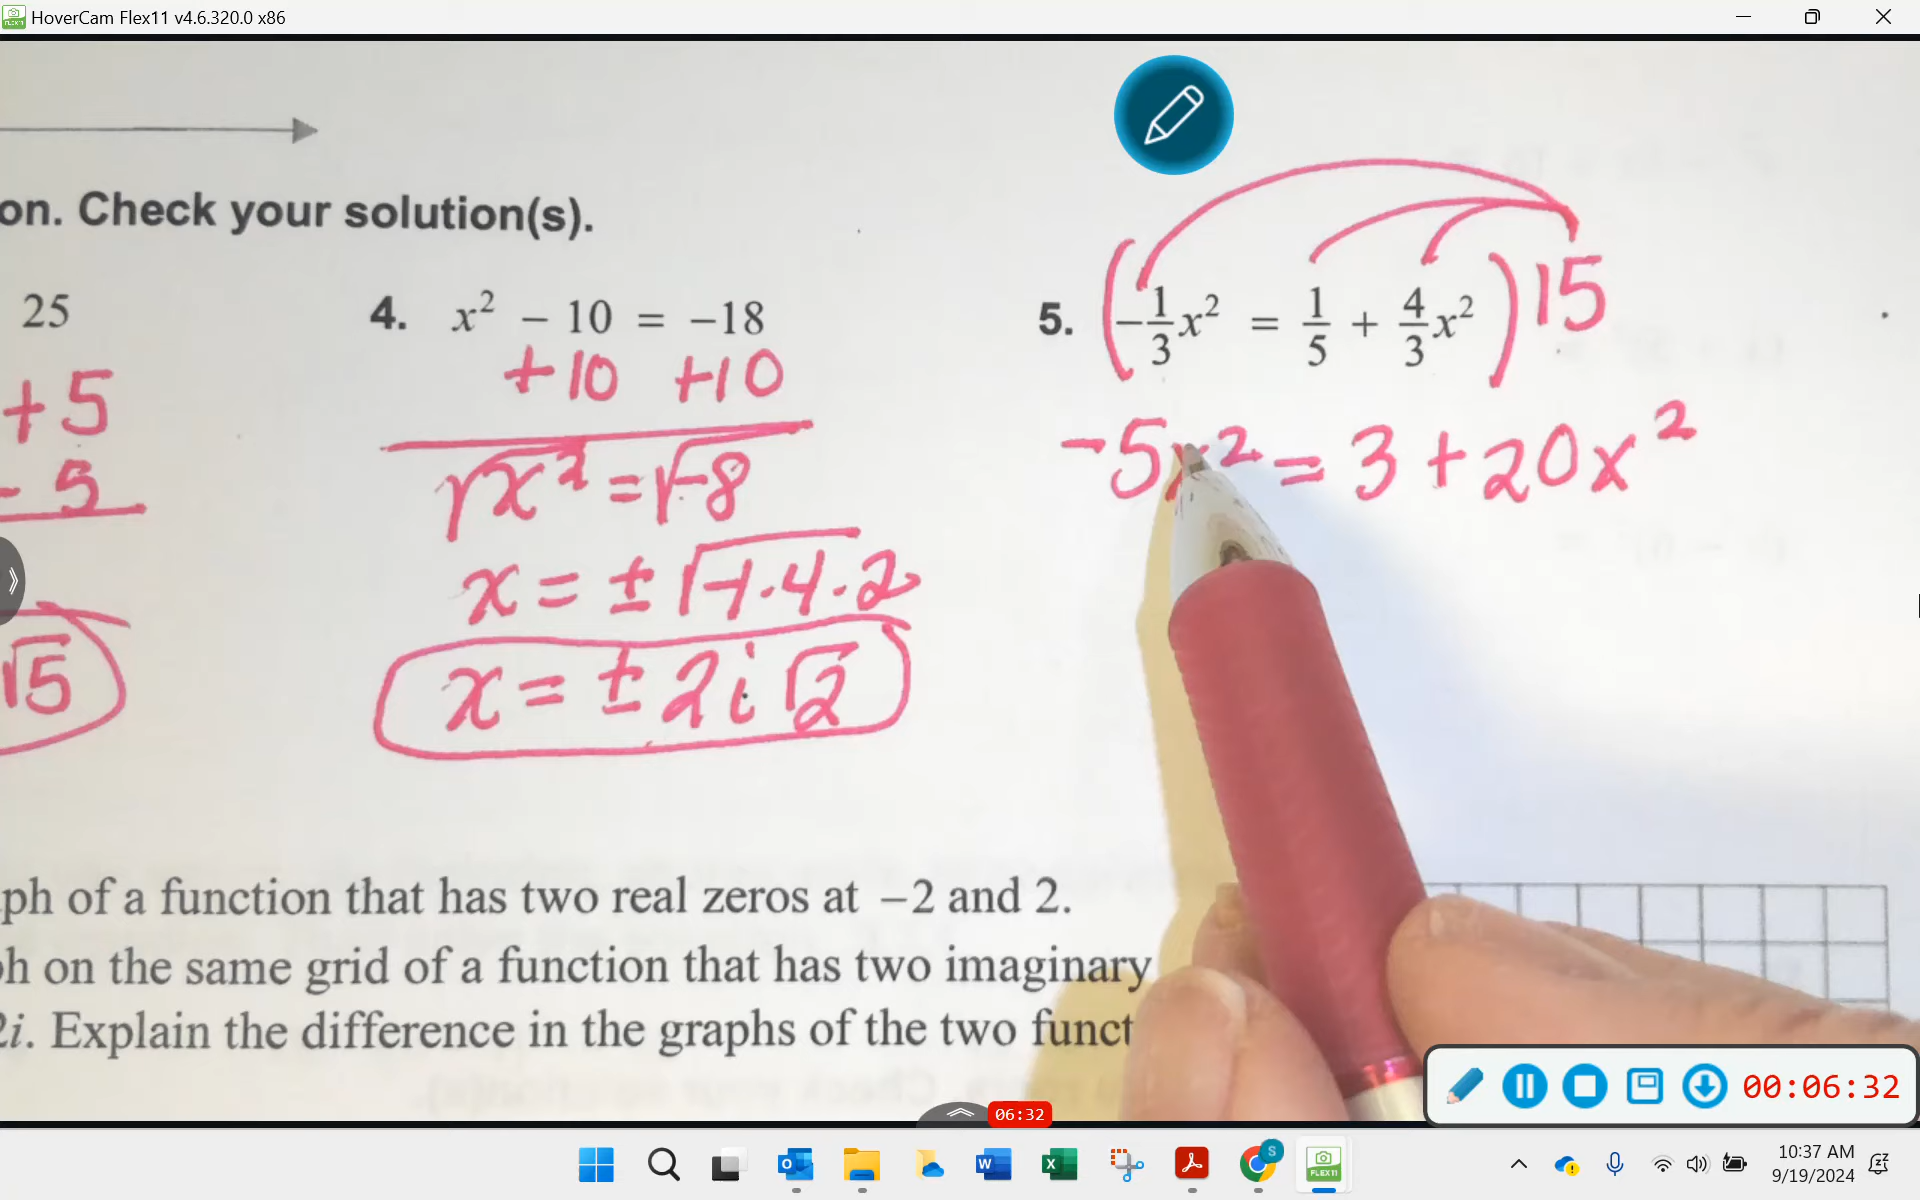 HoverCam Flex11 v4.6.320.0 x86
on. Check your solution(s).
25
+5
- 5
√5
4. x² − 10 = −18
+10 +10
√x² = √-8
x = ± √-1·4·2
x = ± 2i√2
5. (−1/3x² = 1/5 + 4/3x²)15
-5x² = 3 + 20x²
ph of a function that has two real zeros at −2 and 2.
h on the same grid of a function that has two imaginary
2i. Explain the difference in the graphs of the two funct
00:06:32
06:32
10:37 AM
9/19/2024